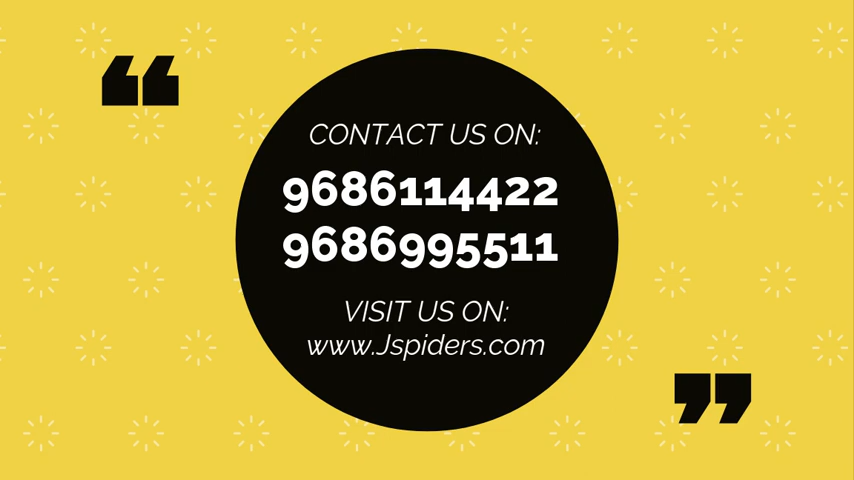 CONTACT US ON:
9686114422
9686995511
VISIT US ON:
www.Jspiders.com